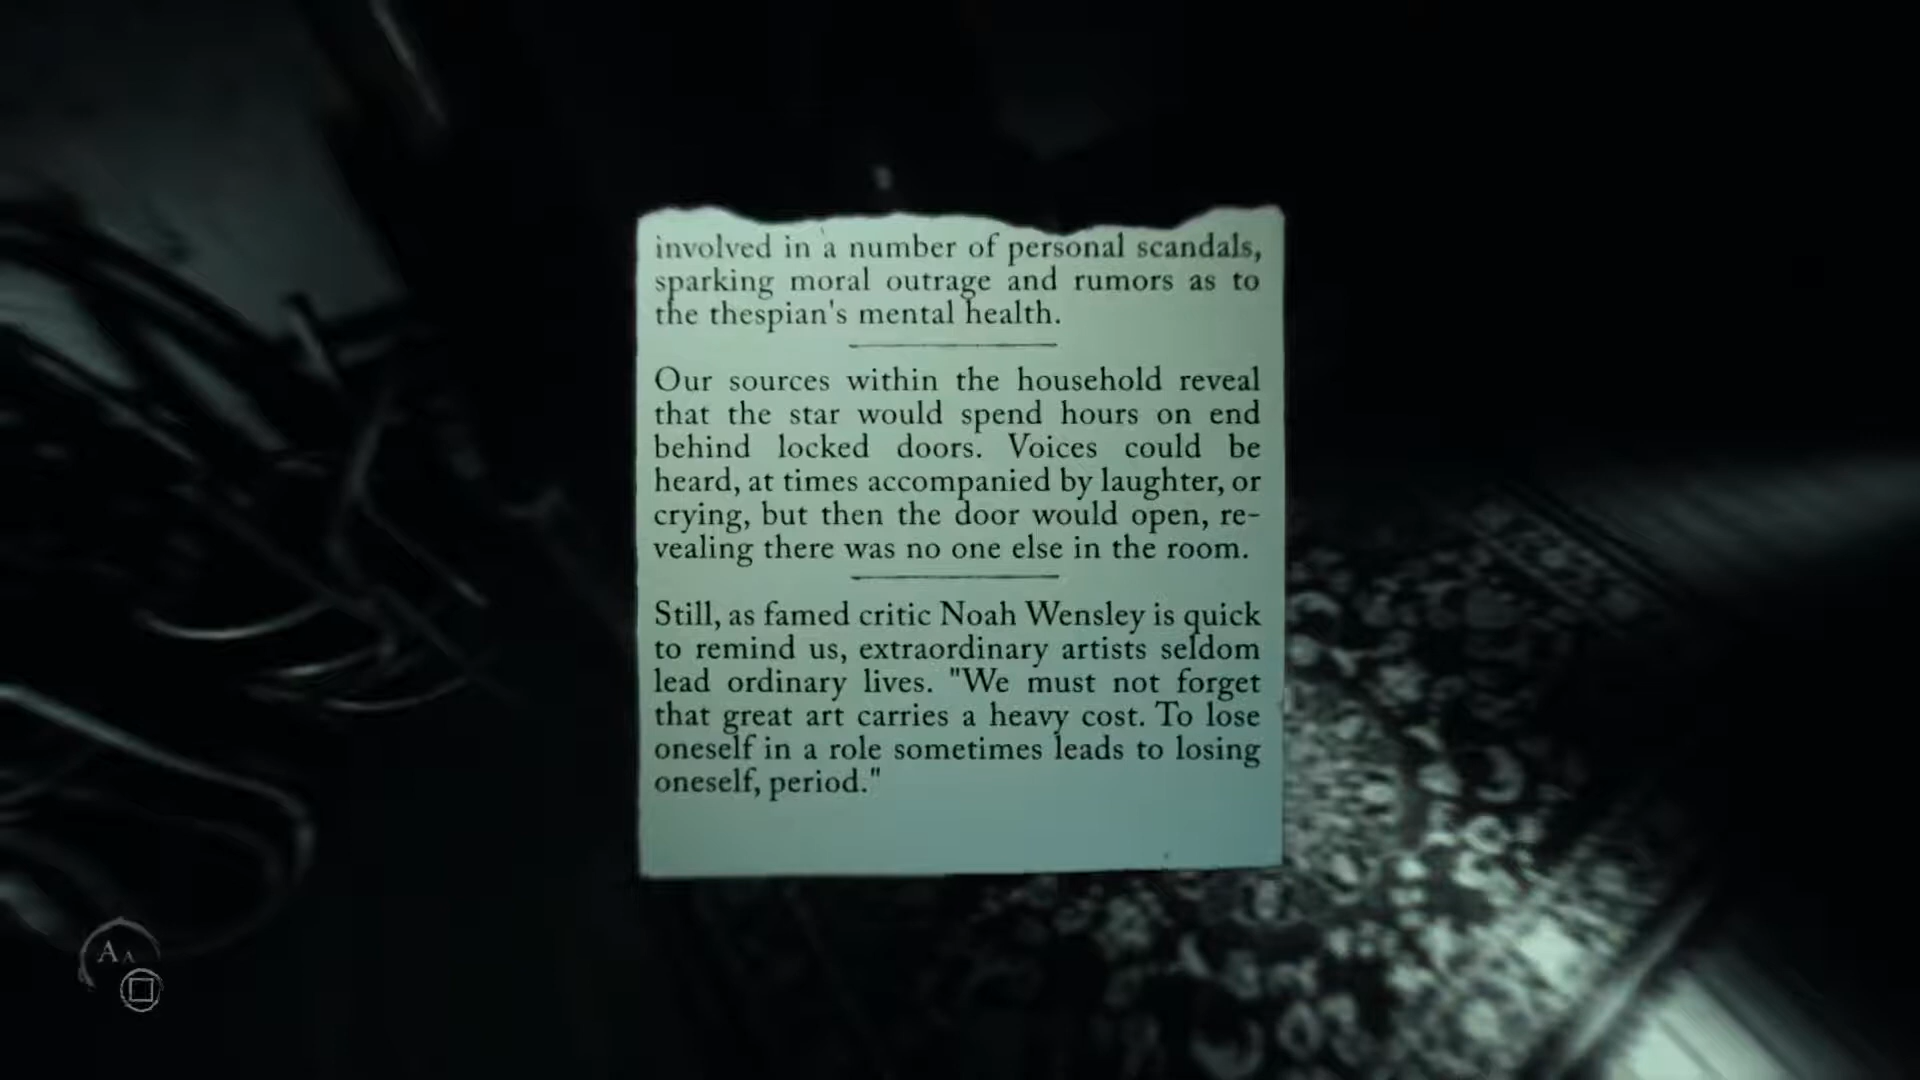 involved in a number of personal scandals,
sparking moral outrage and rumors as to
the thespian's mental health.
Our sources within the household reveal
that the star would spend hours on end
behind locked doors. Voices could be
heard, at times accompanied by laughter, or
crying, but then the door would open, re-
vealing there was no one else in the room.
Still, as famed critic Noah Wensley is quick
to remind us, extraordinary artists seldom
lead ordinary lives. "We must not forget
that great art carries a heavy cost. To lose
oneself in a role sometimes leads to losing
oneself, period."
A A